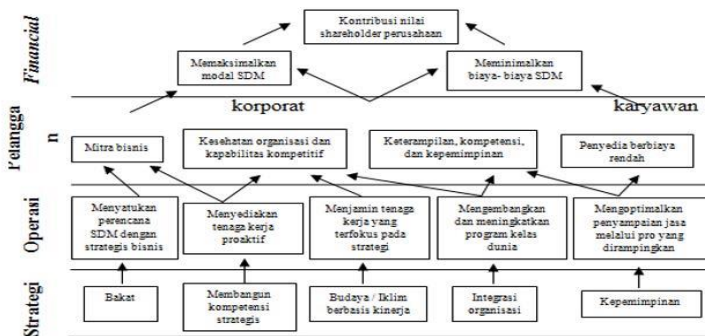 Financial
Kontribusi nilai
shareholder perusahaan
Memaksimalkan
modal SDM
Meminimalkan
biaya- biaya SDM
korporat
karyawan
Pelangga
n
Mitra bisnis
Kesehatan organisasi dan
kapabilitas kompetitif
Keterampilan, kompetensi,
dan kepemimpinan
Penyedia berbiaya
rendah
Operasi
Menyatukan
perencana
SDM dengan
strategis bisnis
Menyediakan
tenaga kerja
proaktif
Menjamin tenaga
kerja yang
terfokus pada
strategi
Mengembangkan
dan meningkatkan
program kelas
dunia
Mengoptimalkan
penyampaian jasa
melalui pro yang
dirampingkan
Strategi
Bakat
Membangun
kompetensi
strategis
Budaya / Iklim
berbasis kinerja
Integrasi
organisasi
Kepemimpinan